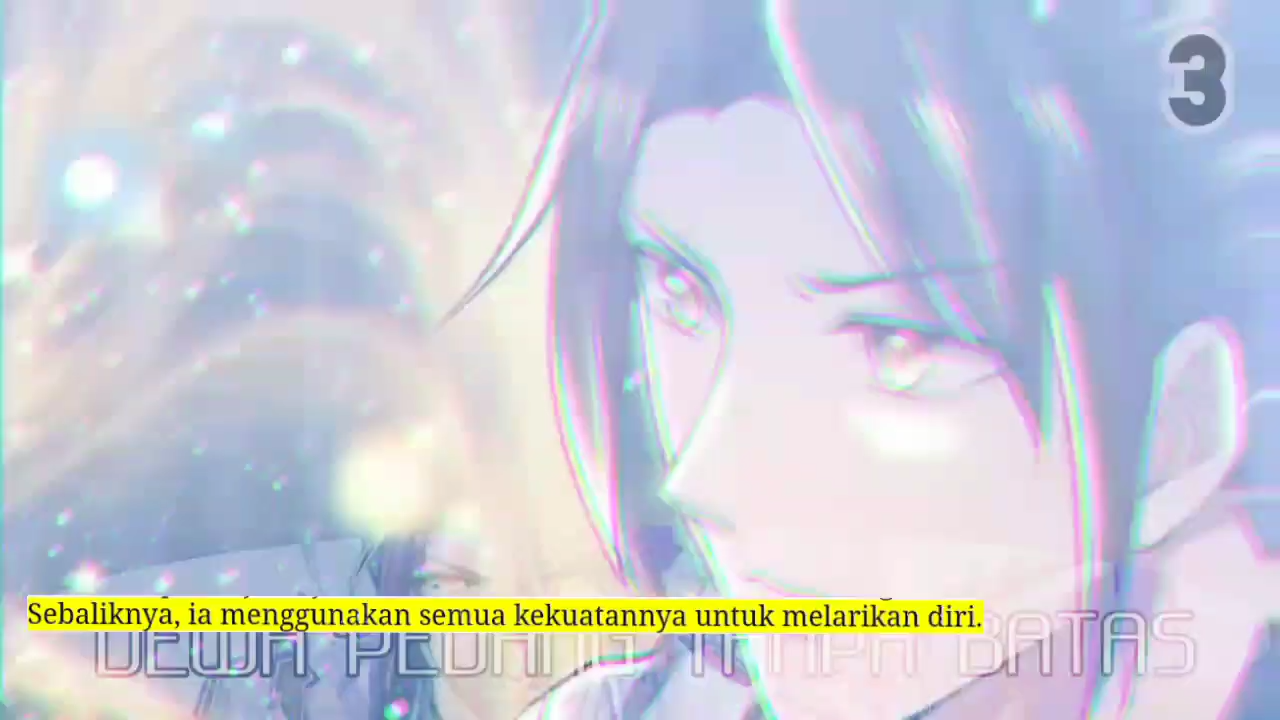 3
Sebaliknya, ia menggunakan semua kekuatannya untuk melarikan diri.
DEWA PEDANG TANPA BATAS